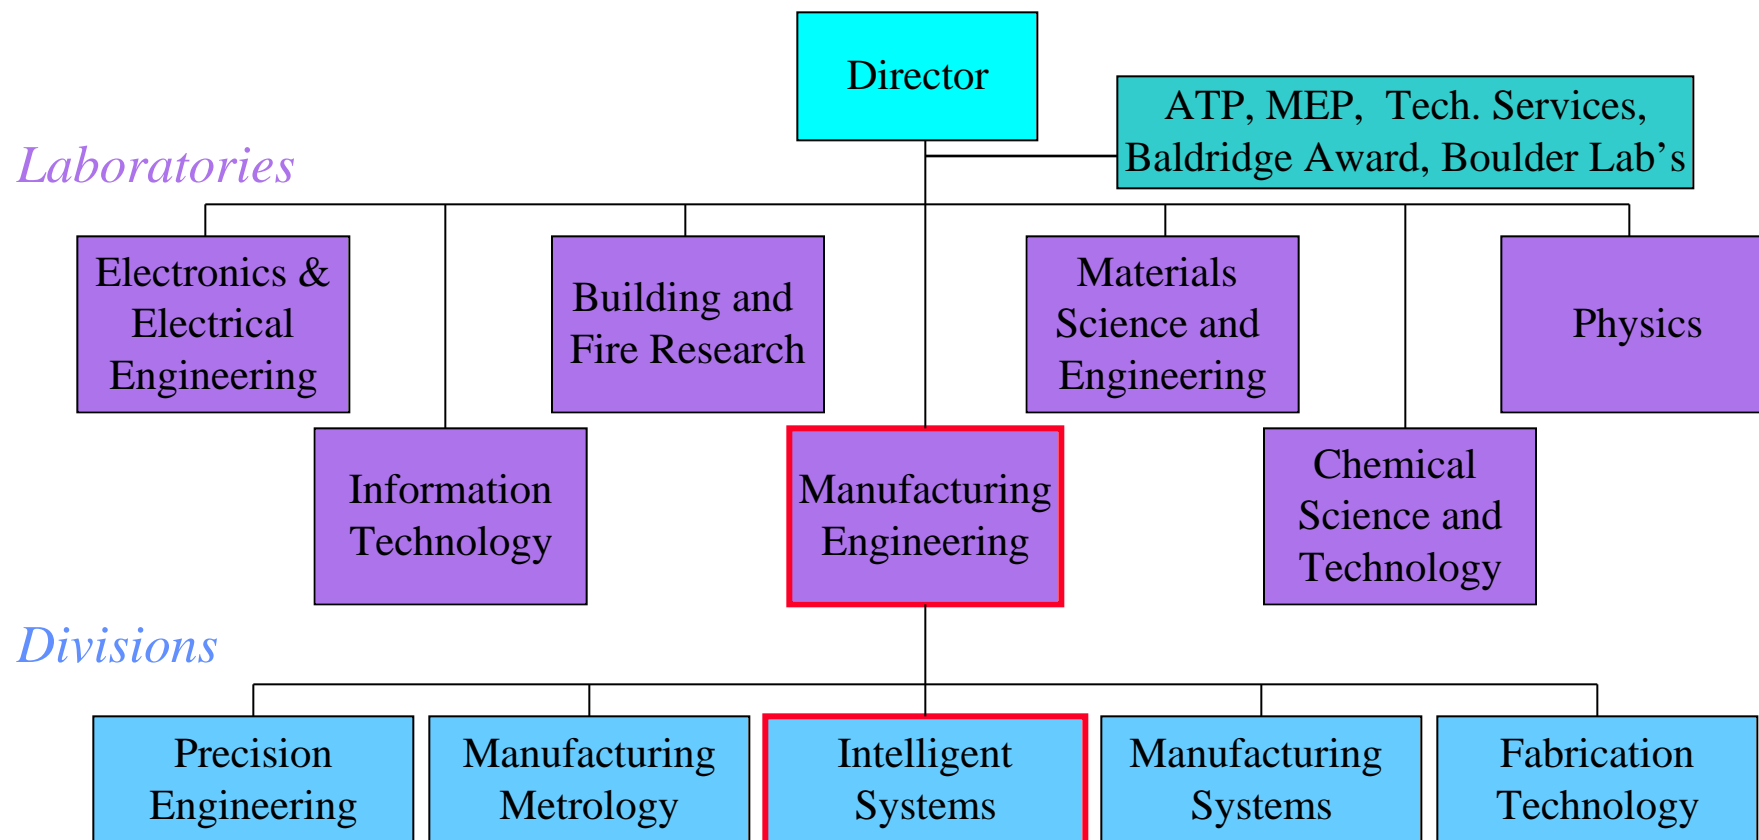 Director
ATP, MEP, Tech. Services,
Baldridge Award, Boulder Lab's
Laboratories
Electronics &
Electrical
Engineering
Building and
Fire Research
Materials
Science and
Engineering
Physics
Information
Technology
Manufacturing
Engineering
Chemical
Science and
Technology
Divisions
Precision
Engineering
Manufacturing
Metrology
Intelligent
Systems
Manufacturing
Systems
Fabrication
Technology